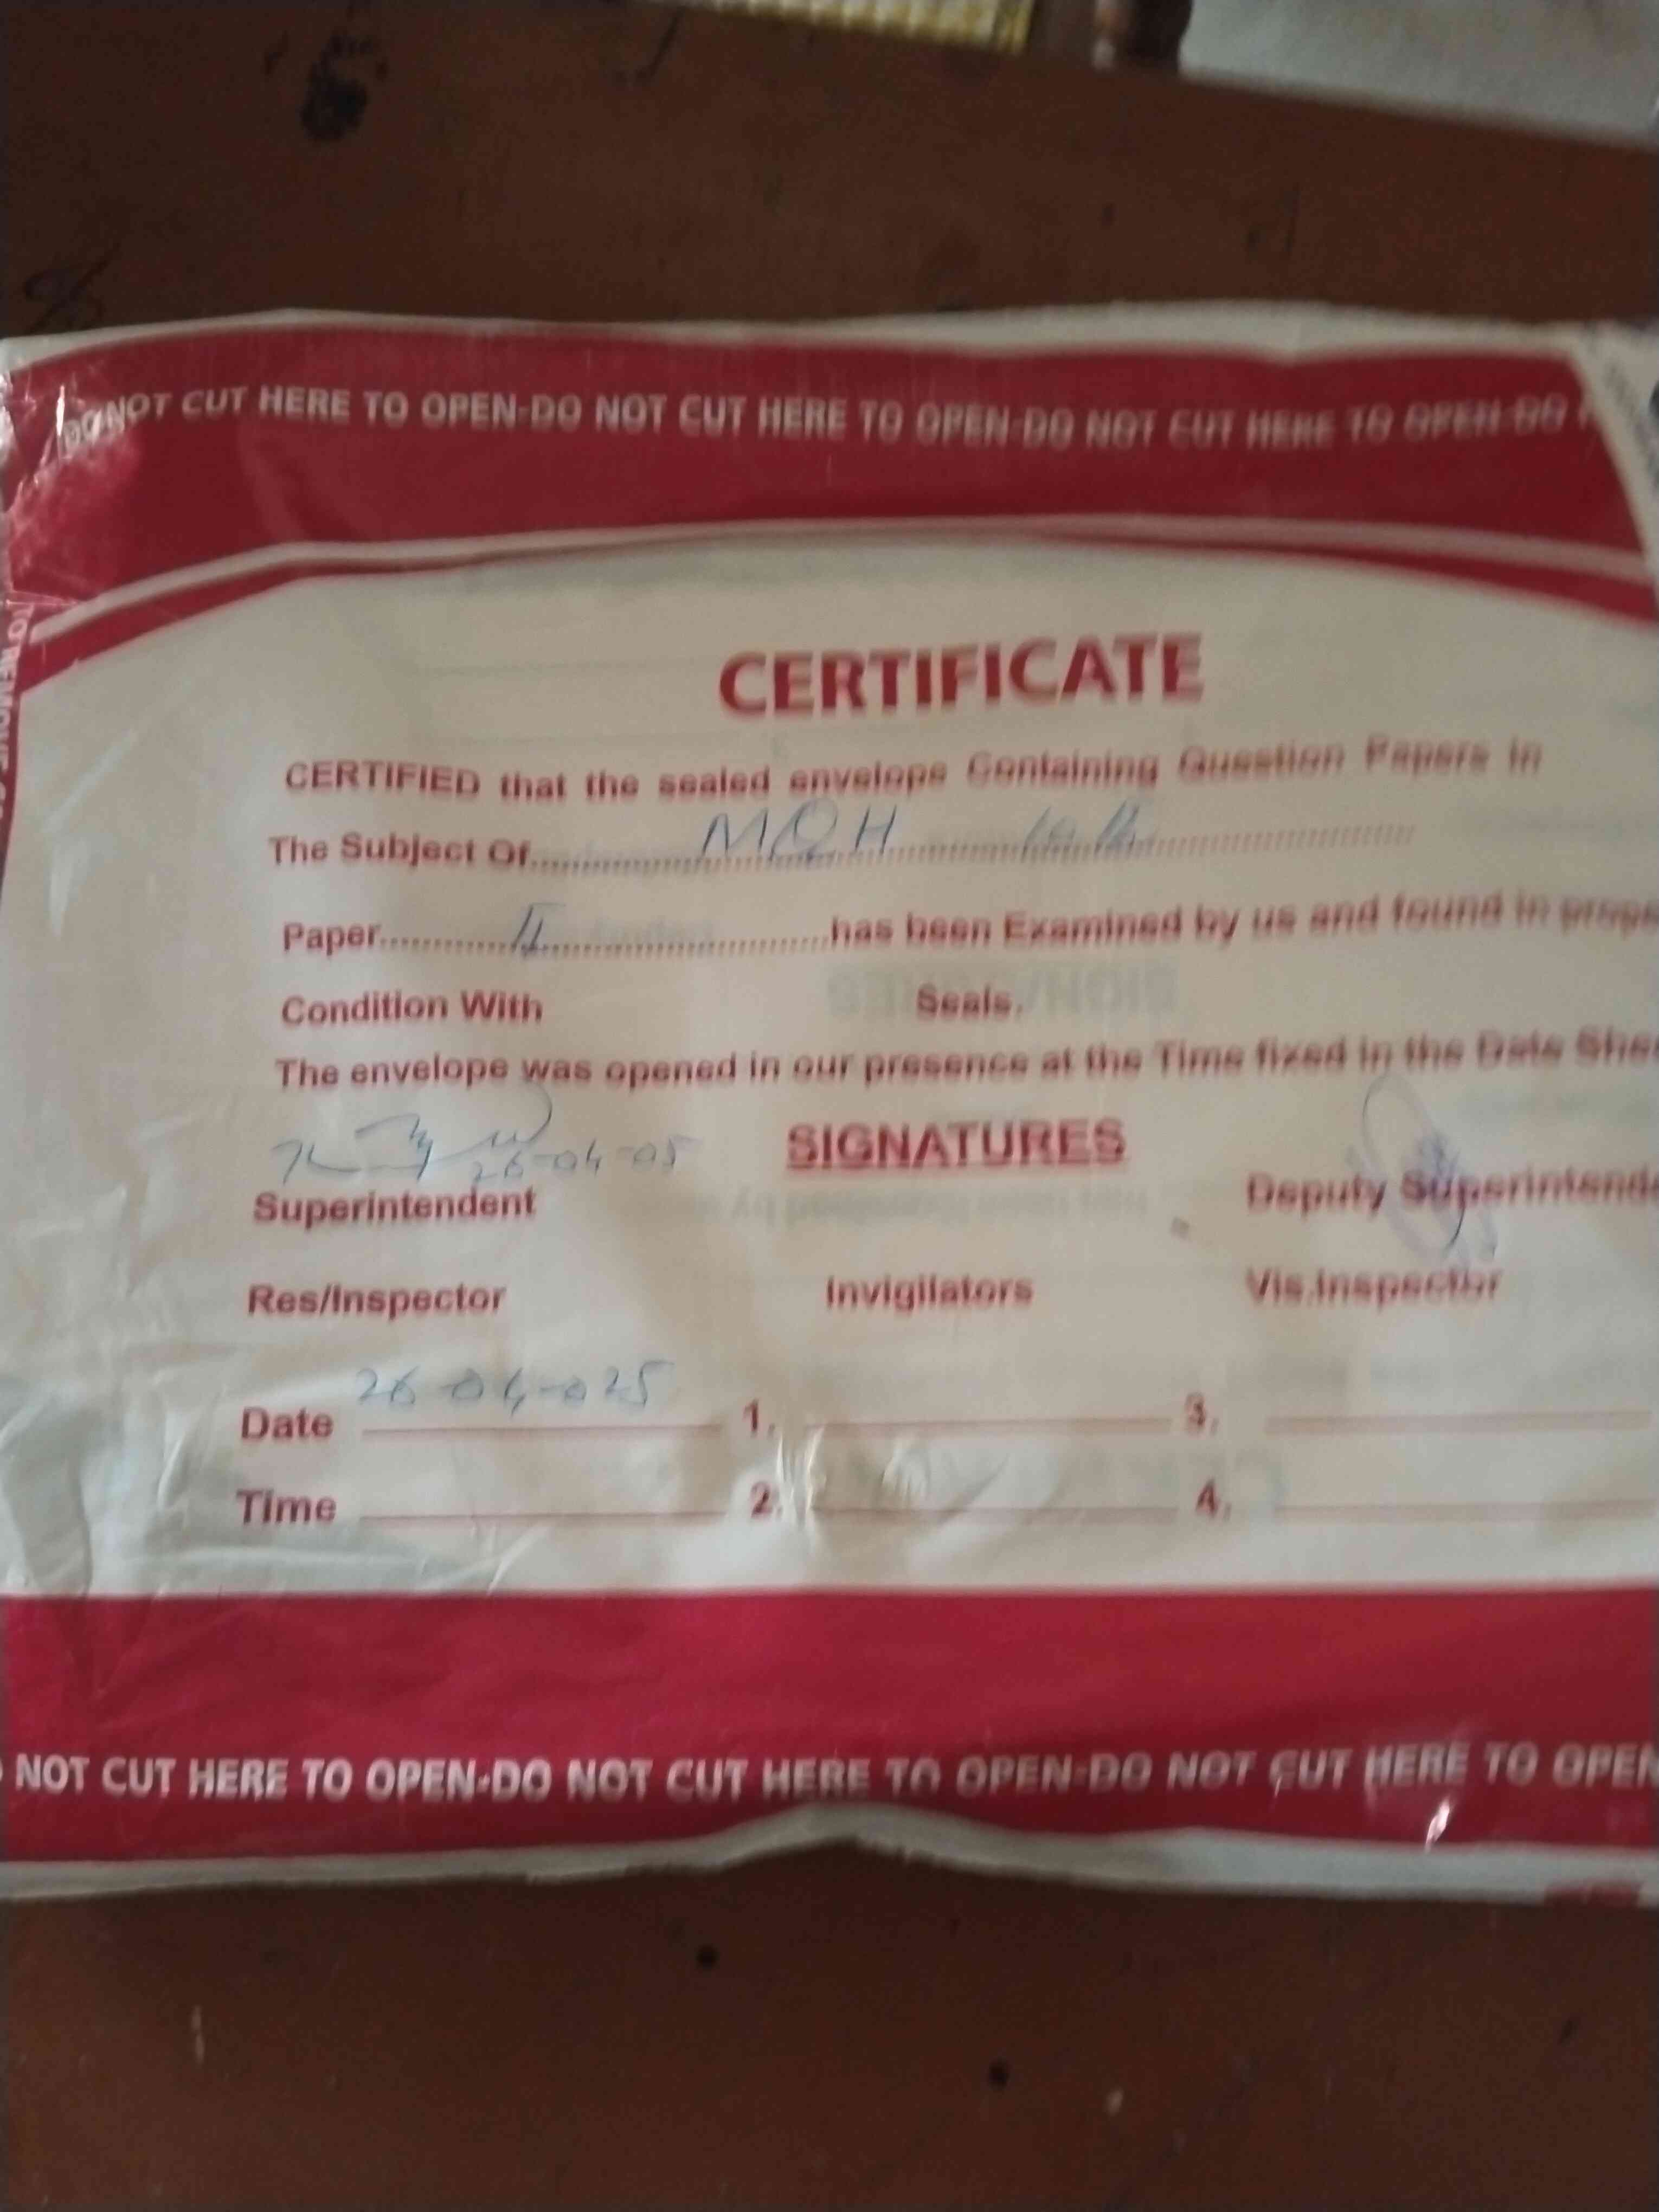 DO NOT CUT HERE TO OPEN-DO NOT CUT HERE TO OPEN-DO NOT CUT HERE TO OPEN-DO
CERTIFICATE
CERTIFIED that the sealed envelope Containing Question Papers in
The Subject Of.......... MQH 10th
Paper.......... II ..........has been Examined by us and found in prope
Condition With Seals.
The envelope was opened in our presence at the Time fixed in the Date Shee
26-04-05 SIGNATURES
Superintendent Deputy Superintende
Res/Inspector Invigilators Vis.Inspector
26-04-025
Date 1. 3.
Time 2. 4.
NOT CUT HERE TO OPEN-DO NOT CUT HERE TO OPEN-DO NOT CUT HERE TO OPEN